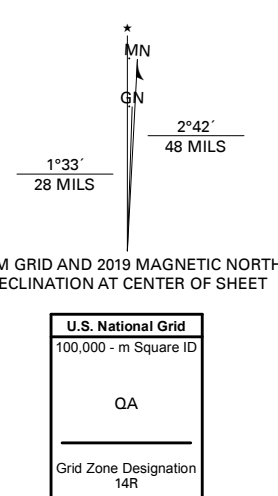 ★
MN
GN
2°42´
48 MILS
1°33´
28 MILS
M GRID AND 2019 MAGNETIC NORTH
ECLINATION AT CENTER OF SHEET
U.S. National Grid
100,000 - m Square ID
QA
Grid Zone Designation
14R